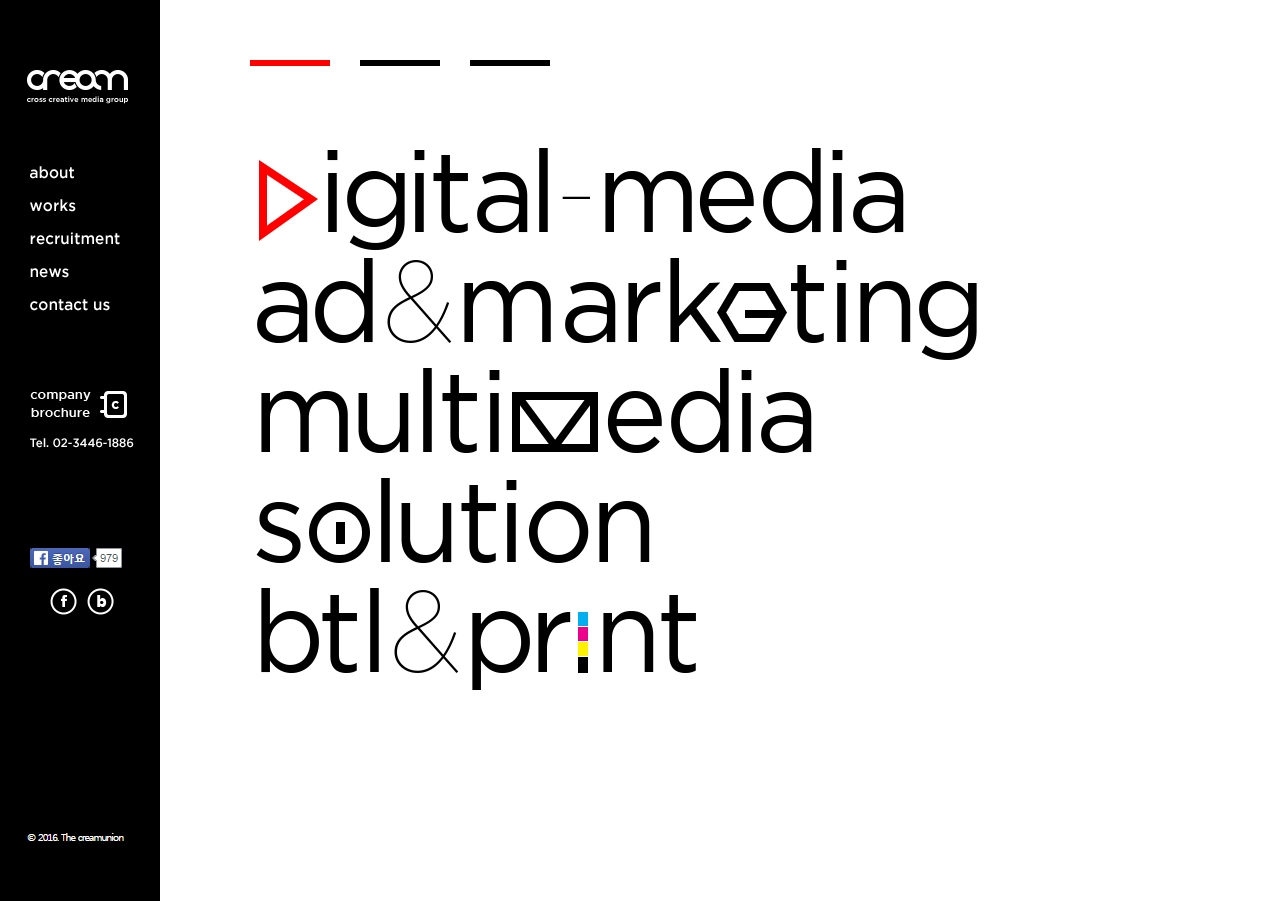 cream
cross creative media group
about
works
recruitment
news
contact us
company
brochure
c
Tel. 02-3446-1886
f 좋아요 979
f b
© 2016. The creamunion
Digital-media
ad&marketing
multimedia
solution
btl&print